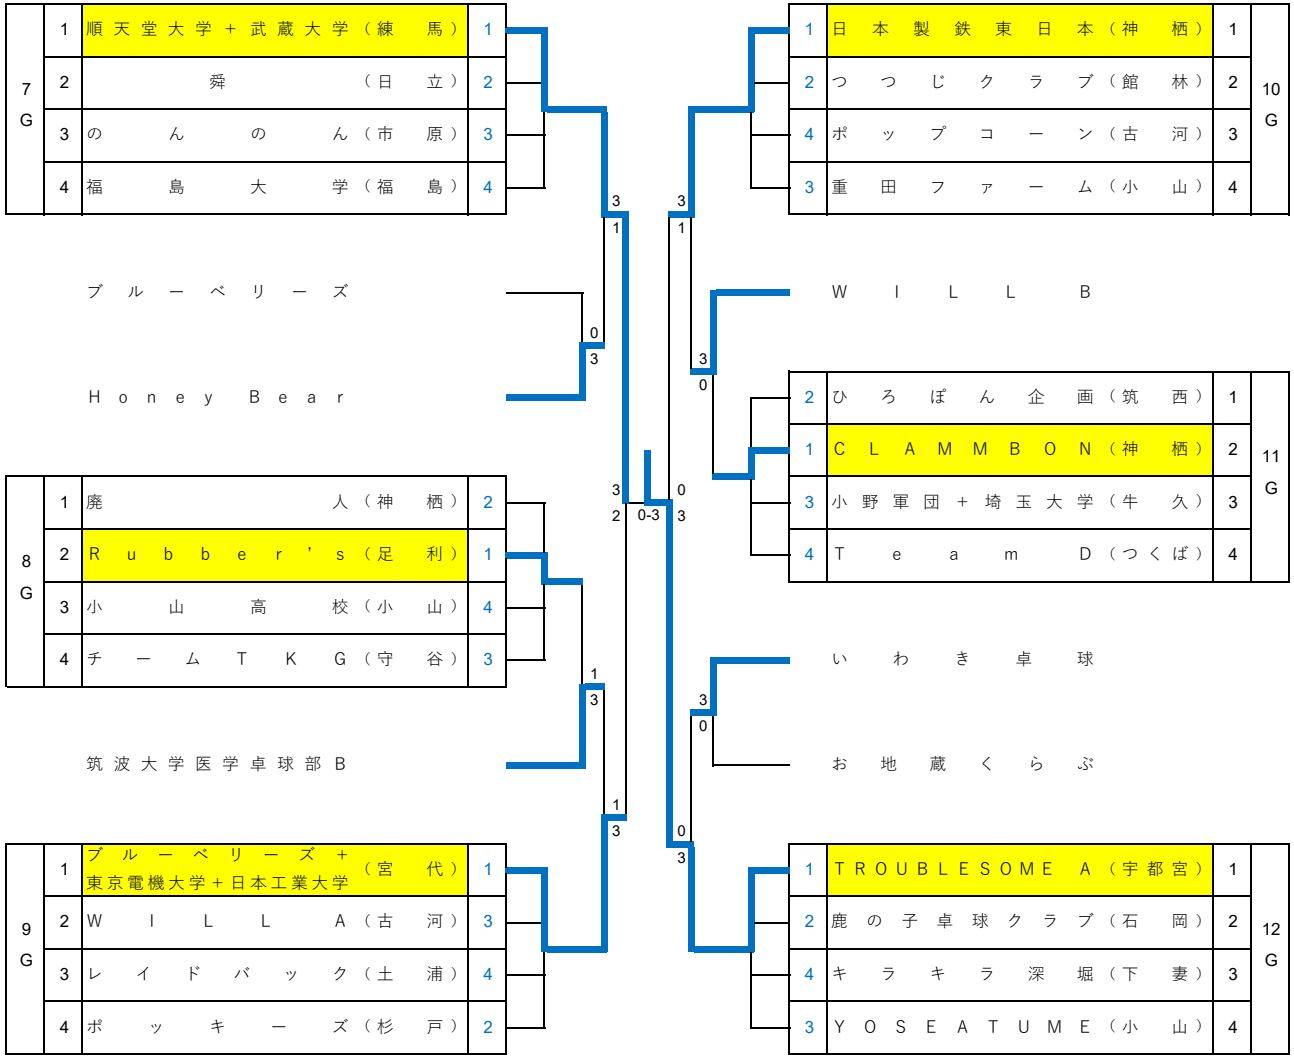 7 G
1 順天堂大学+武蔵大学(練 馬) 1
2 舜 (日 立) 2
3 の ん の ん (市 原) 3
4 福 島 大 学 (福 島) 4
ブルーベリーズ
0
3
Honey Bear
3
1
8 G
1 廃 人 (神 栖) 2
2 Rubber's (足 利) 1
3 小 山 高 校 (小 山) 4
4 チームTKG (守 谷) 3
1
3
筑波大学医学卓球部B
1
3
9 G
1 ブルーベリーズ+
東京電機大学+日本工業大学 (宮 代) 1
2 WILL A (古 河) 3
3 レイドバック (土 浦) 4
4 ポッキーズ (杉 戸) 2
3
2
0-3
0
3
10 G
1 日本製鉄東日本 (神 栖) 1
2 つつじクラブ (館 林) 2
4 ポップコーン (古 河) 3
3 重田ファーム (小 山) 4
3
1
WILL B
3
0
11 G
2 ひろぽん企画 (筑 西) 1
1 CLAMMBON (神 栖) 2
3 小野軍団+埼玉大学 (牛 久) 3
4 Team D (つくば) 4
いわき卓球
3
0
お地蔵くらぶ
0
3
12 G
1 TROUBLESOME A (宇都宮) 1
2 鹿の子卓球クラブ (石 岡) 2
4 キラキラ深堀 (下 妻) 3
3 YOSEATUME (小 山) 4